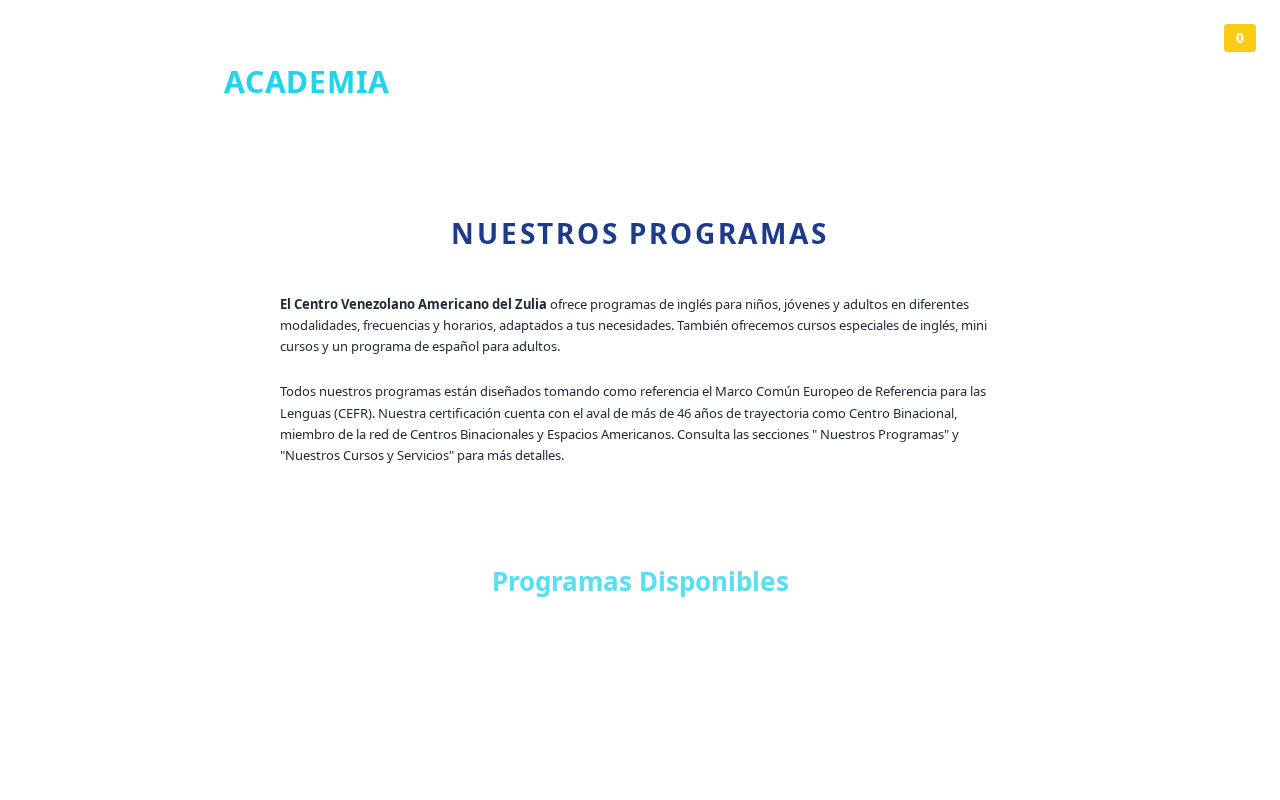 0
ACADEMIA
NUESTROS PROGRAMAS
El Centro Venezolano Americano del Zulia ofrece programas de inglés para niños, jóvenes y adultos en diferentes
modalidades, frecuencias y horarios, adaptados a tus necesidades. También ofrecemos cursos especiales de inglés, mini
cursos y un programa de español para adultos.
Todos nuestros programas están diseñados tomando como referencia el Marco Común Europeo de Referencia para las
Lenguas (CEFR). Nuestra certificación cuenta con el aval de más de 46 años de trayectoria como Centro Binacional,
miembro de la red de Centros Binacionales y Espacios Americanos. Consulta las secciones " Nuestros Programas" y
"Nuestros Cursos y Servicios" para más detalles.
Programas Disponibles